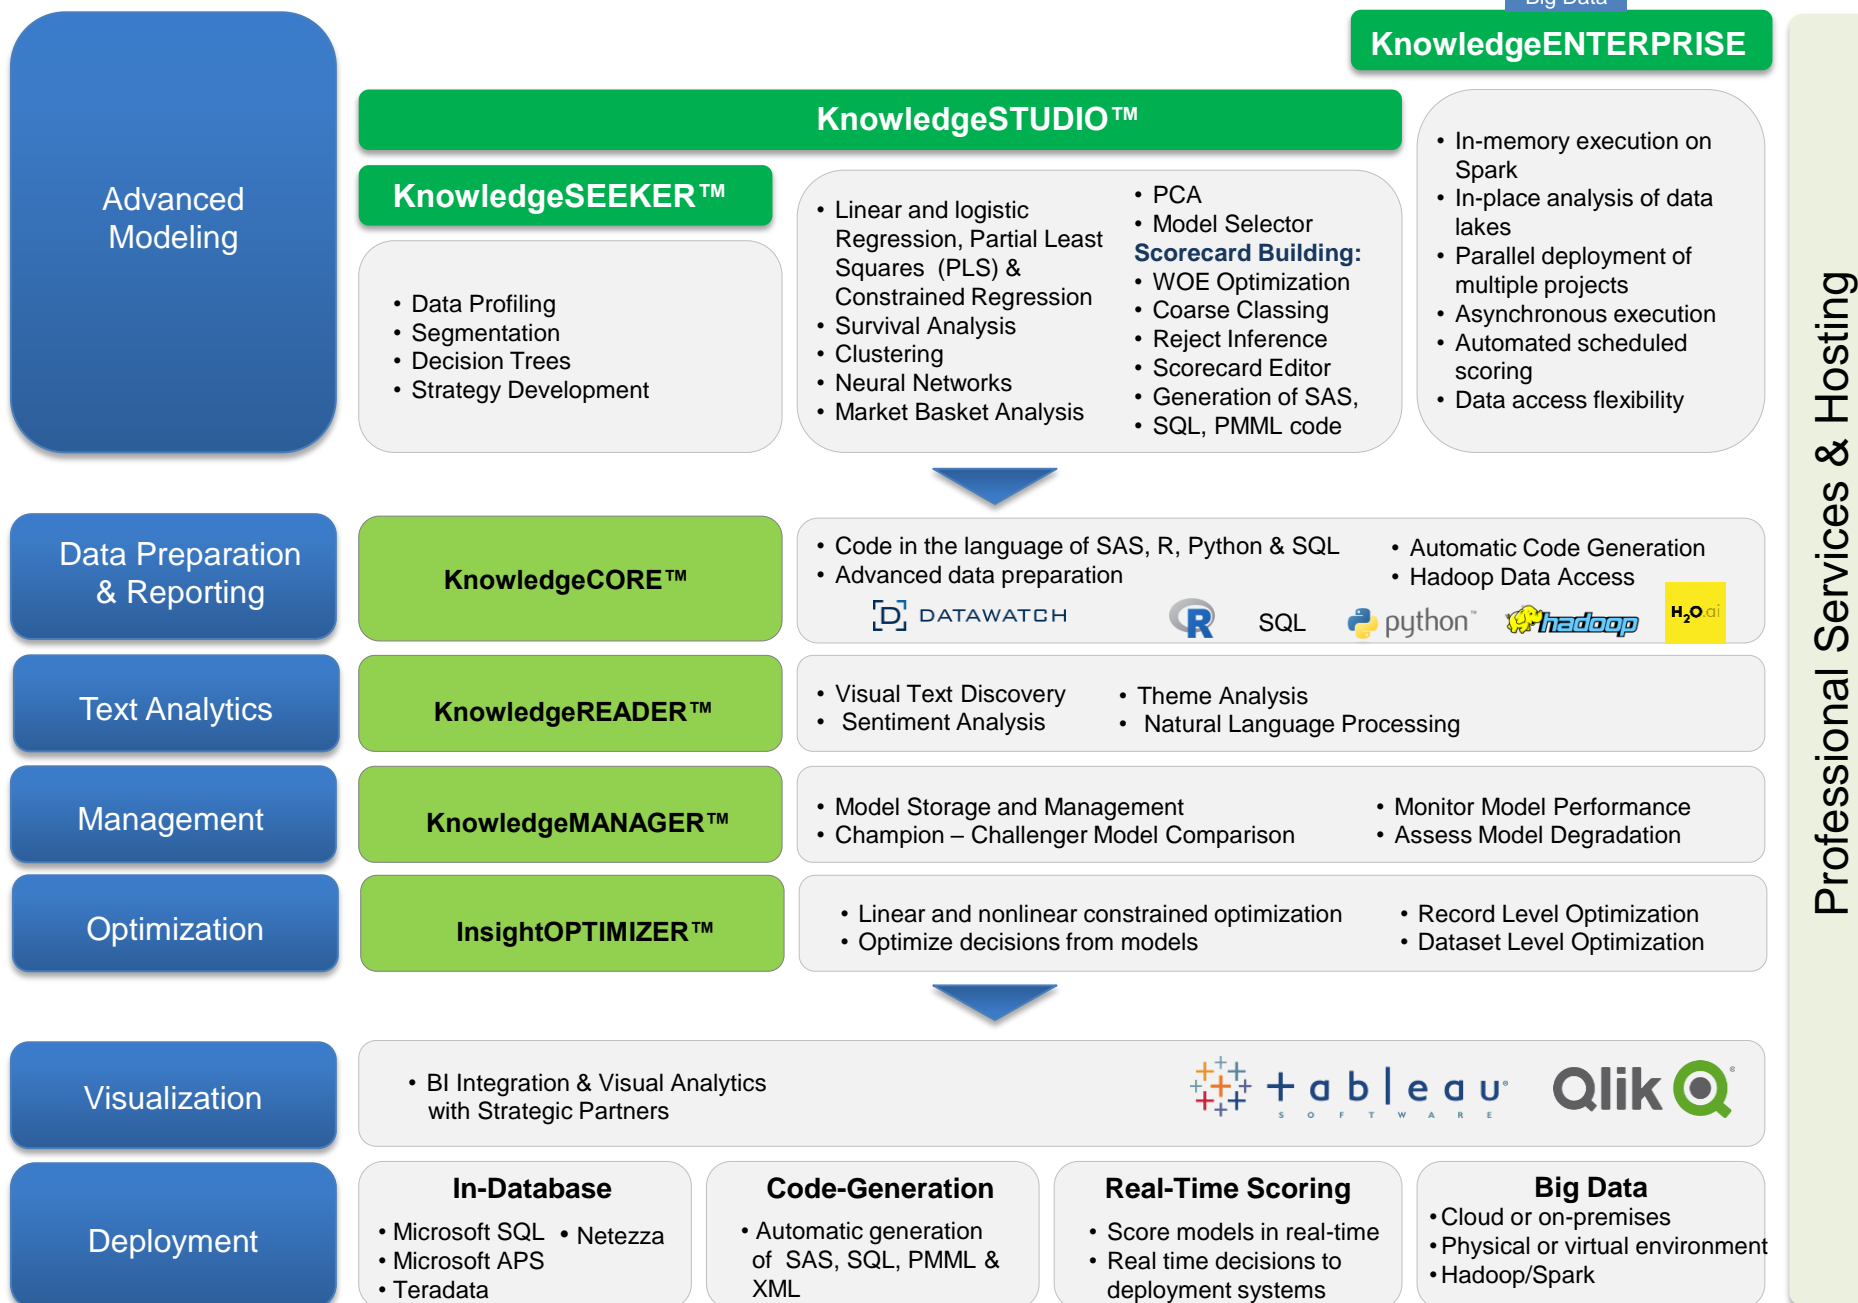 Big Data
KnowledgeENTERPRISE
KnowledgeSTUDIO™
KnowledgeSEEKER™
Advanced
Modeling
• Data Profiling
• Segmentation
• Decision Trees
• Strategy Development
• Linear and logistic
Regression, Partial Least
Squares (PLS) &
Constrained Regression
• Survival Analysis
• Clustering
• Neural Networks
• Market Basket Analysis
• PCA
• Model Selector
Scorecard Building:
• WOE Optimization
• Coarse Classing
• Reject Inference
• Scorecard Editor
• Generation of SAS,
• SQL, PMML code
• In-memory execution on
Spark
• In-place analysis of data
lakes
• Parallel deployment of
multiple projects
• Asynchronous execution
• Automated scheduled
scoring
• Data access flexibility
Data Preparation
& Reporting
KnowledgeCORE™
• Code in the language of SAS, R, Python & SQL
• Advanced data preparation
• Automatic Code Generation
• Hadoop Data Access
[D] DATAWATCH
R
SQL
python™
hadoop
H2O.ai
Text Analytics
KnowledgeREADER™
• Visual Text Discovery
• Sentiment Analysis
• Theme Analysis
• Natural Language Processing
Management
KnowledgeMANAGER™
• Model Storage and Management
• Champion – Challenger Model Comparison
• Monitor Model Performance
• Assess Model Degradation
Optimization
InsightOPTIMIZER™
• Linear and nonlinear constrained optimization
• Optimize decisions from models
• Record Level Optimization
• Dataset Level Optimization
Visualization
• BI Integration & Visual Analytics
with Strategic Partners
+ableau®
SOFTWARE
Qlik Q®
Deployment
In-Database
• Microsoft SQL • Netezza
• Microsoft APS
• Teradata
Code-Generation
• Automatic generation
of SAS, SQL, PMML &
XML
Real-Time Scoring
• Score models in real-time
• Real time decisions to
deployment systems
Big Data
• Cloud or on-premises
• Physical or virtual environment
• Hadoop/Spark
Professional Services & Hosting